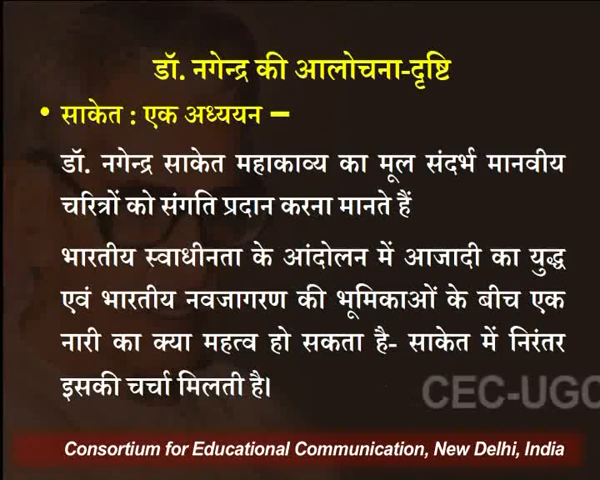 डॉ. नगेन्द्र की आलोचना-दृष्टि
• साकेत : एक अध्ययन –
डॉ. नगेन्द्र साकेत महाकाव्य का मूल संदर्भ मानवीय
चरित्रों को संगति प्रदान करना मानते हैं
भारतीय स्वाधीनता के आंदोलन में आजादी का युद्ध
एवं भारतीय नवजागरण की भूमिकाओं के बीच एक
नारी का क्या महत्व हो सकता है- साकेत में निरंतर
इसकी चर्चा मिलती है।
CEC-UGC
Consortium for Educational Communication, New Delhi, India